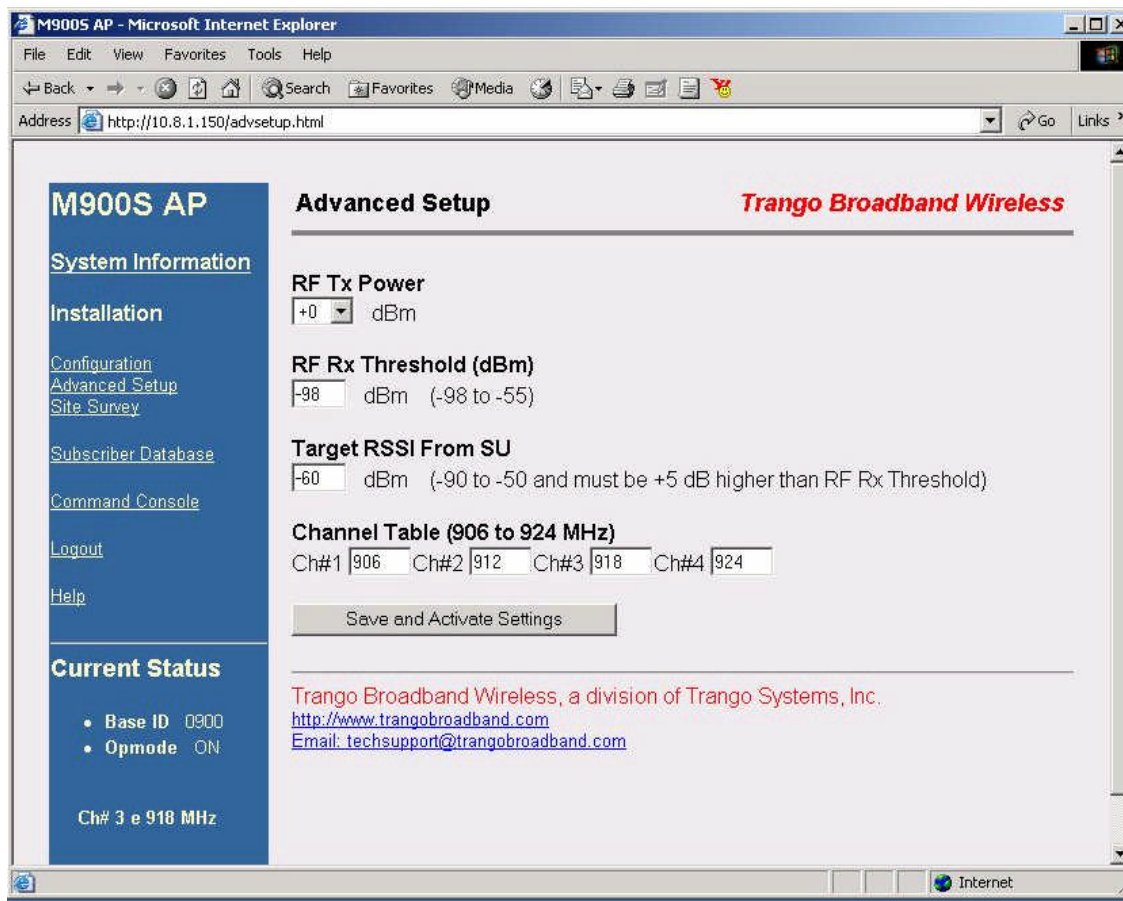 M900S AP - Microsoft Internet Explorer
File Edit View Favorites Tools Help
Back Search Favorites Media
Address http://10.8.1.150/advsetup.html Go Links
M900S AP
System Information
Installation
Configuration
Advanced Setup
Site Survey
Subscriber Database
Command Console
Logout
Help
Current Status
Base ID 0900
Opmode ON
Ch# 3 e 918 MHz
Advanced Setup
Trango Broadband Wireless
RF Tx Power
+0 dBm
RF Rx Threshold (dBm)
-98 dBm (-98 to -55)
Target RSSI From SU
-60 dBm (-90 to -50 and must be +5 dB higher than RF Rx Threshold)
Channel Table (906 to 924 MHz)
Ch#1 906 Ch#2 912 Ch#3 918 Ch#4 924
Save and Activate Settings
Trango Broadband Wireless, a division of Trango Systems, Inc.
http://www.trangobroadband.com
Email: techsupport@trangobroadband.com
Internet